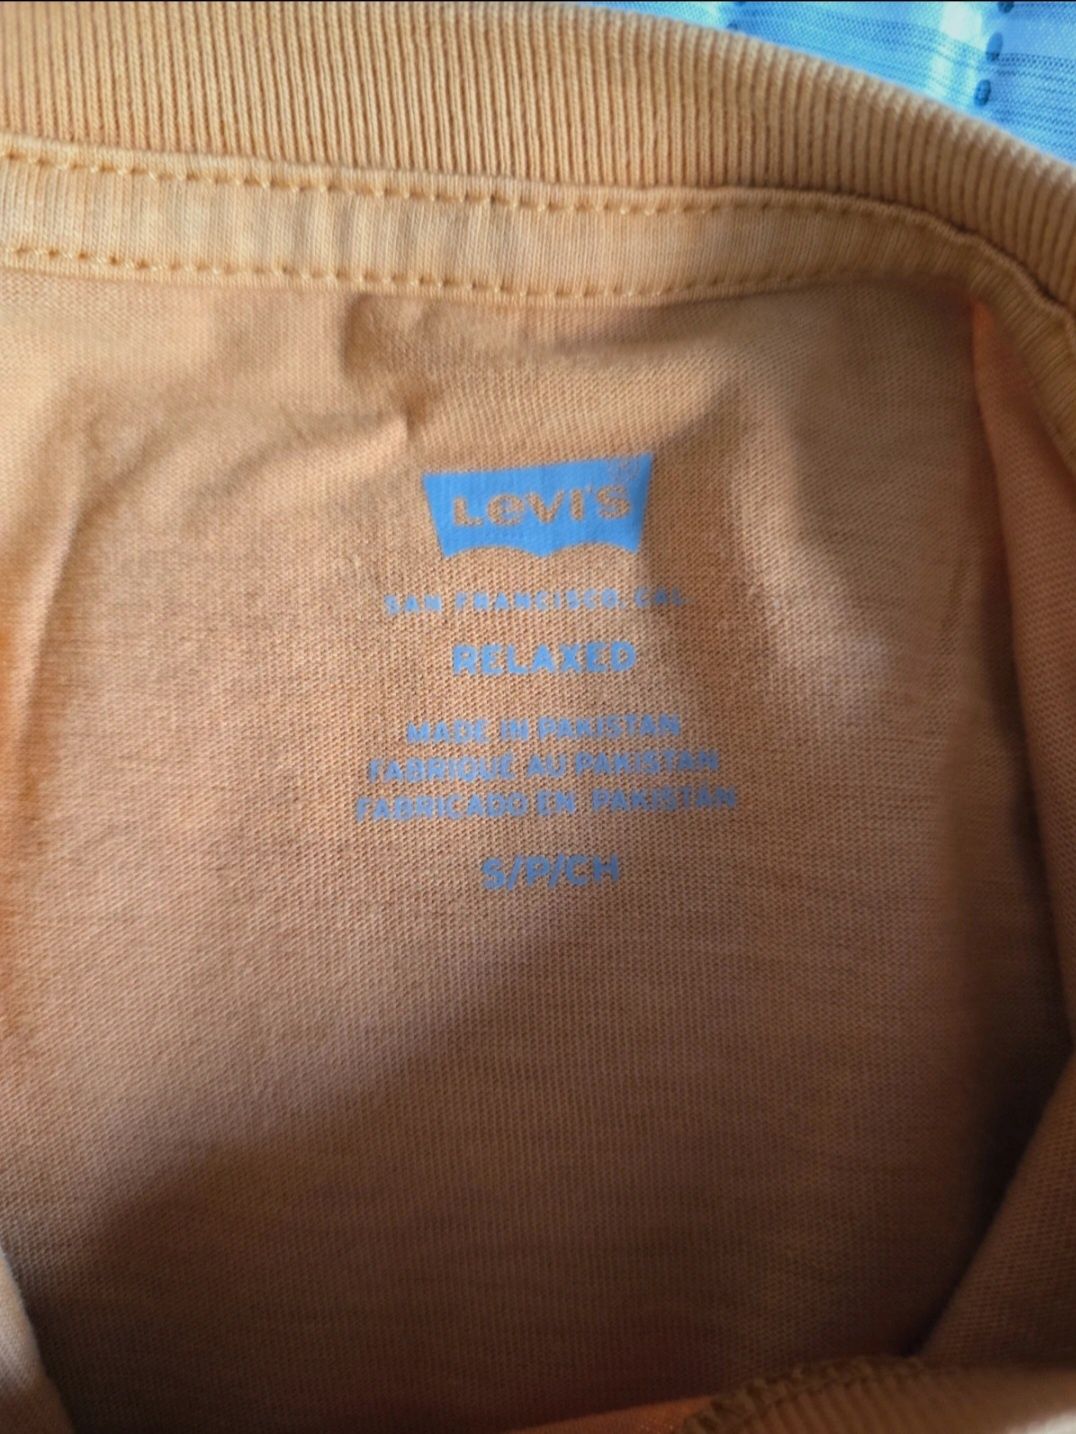 Levi's
SAN FRANCISCO, CAL.
RELAXED
MADE IN PAKISTAN
FABRIQUÉ AU PAKISTAN
FABRICADO EN PAKISTAN
S/P/CH